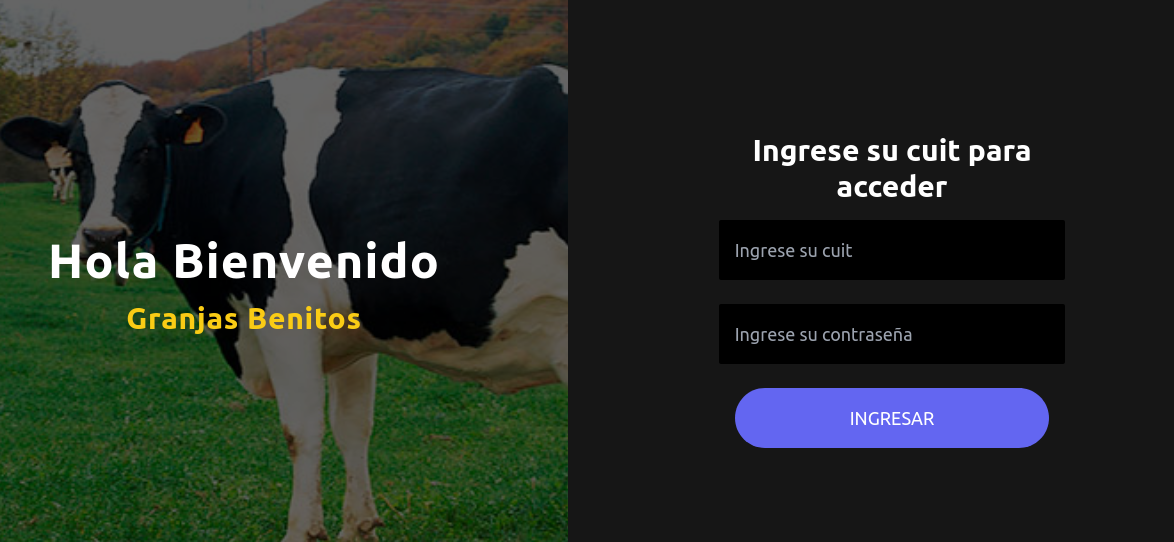 Hola Bienvenido
Granjas Benitos
Ingrese su cuit para
acceder
Ingrese su cuit
Ingrese su contraseña
INGRESAR